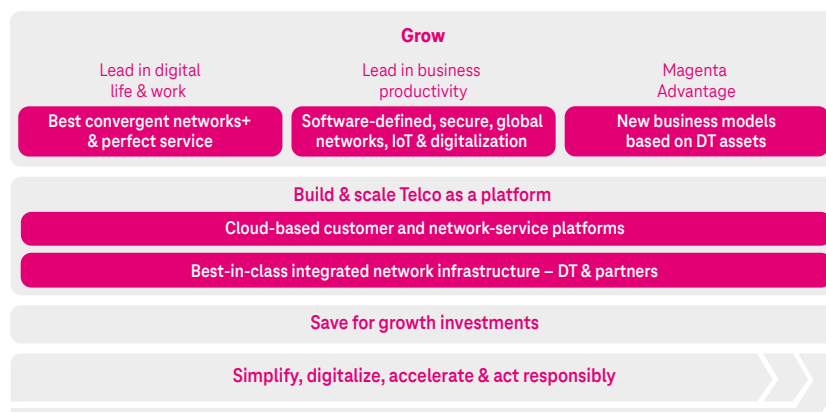 Grow
Lead in digital
life & work
Lead in business
productivity
Magenta
Advantage
Best convergent networks+
& perfect service
Software-defined, secure, global
networks, IoT & digitalization
New business models
based on DT assets
Build & scale Telco as a platform
Cloud-based customer and network-service platforms
Best-in-class integrated network infrastructure – DT & partners
Save for growth investments
Simplify, digitalize, accelerate & act responsibly